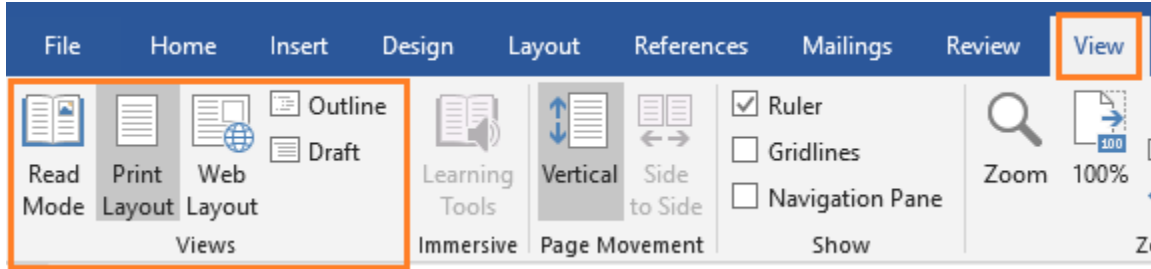 File Home Insert Design Layout References Mailings Review View
Outline Ruler
Draft Gridlines
Read Print Web Learning Vertical Side Zoom 100%
Mode Layout Layout Tools to Side Navigation Pane
Views Immersive Page Movement Show
100